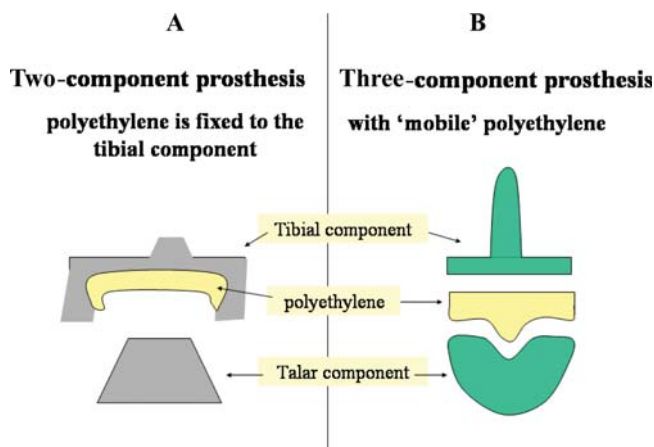 A
Two-component prosthesis
polyethylene is fixed to the
tibial component
B
Three-component prosthesis
with ‘mobile’ polyethylene
Tibial component
polyethylene
Talar component